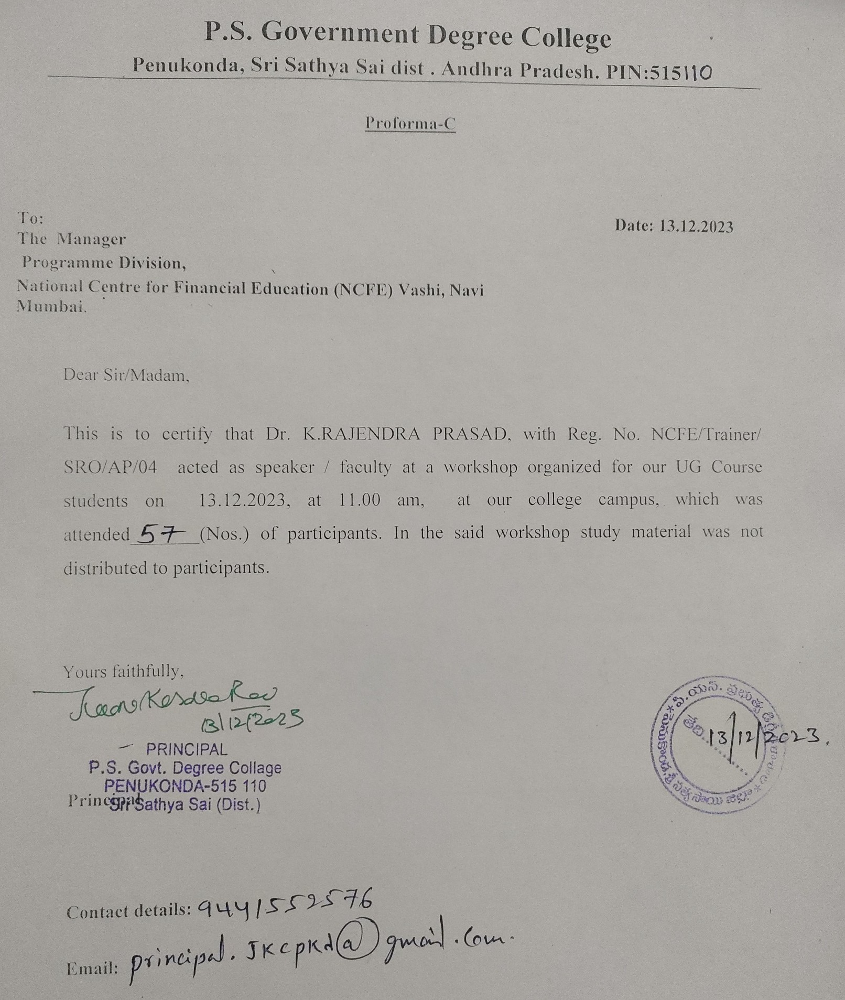 P.S. Government Degree College
Penukonda, Sri Sathya Sai dist . Andhra Pradesh. PIN:515110
Proforma-C
To:
Date: 13.12.2023
The Manager
Programme Division,
National Centre for Financial Education (NCFE) Vashi, Navi
Mumbai.
Dear Sir/Madam,
This is to certify that Dr. K.RAJENDRA PRASAD, with Reg. No. NCFE/Trainer/
SRO/AP/04 acted as speaker / faculty at a workshop organized for our UG Course
students on 13.12.2023, at 11.00 am, at our college campus, which was
attended 57 (Nos.) of participants. In the said workshop study material was not
distributed to participants.
Yours faithfully,
13/12/2023
PRINCIPAL
P.S. Govt. Degree Collage
PENUKONDA-515 110
Principal
Sri Sathya Sai (Dist.)
పి.యస్. ప్రభుత్వ డిగ్రీ
పెనుకొండ, శ్రీ సత్యసాయి జిల్లా
తేది. 13/12/2023.
Contact details: 9441552576
Email: principal.jkcpkd@gmail.com.